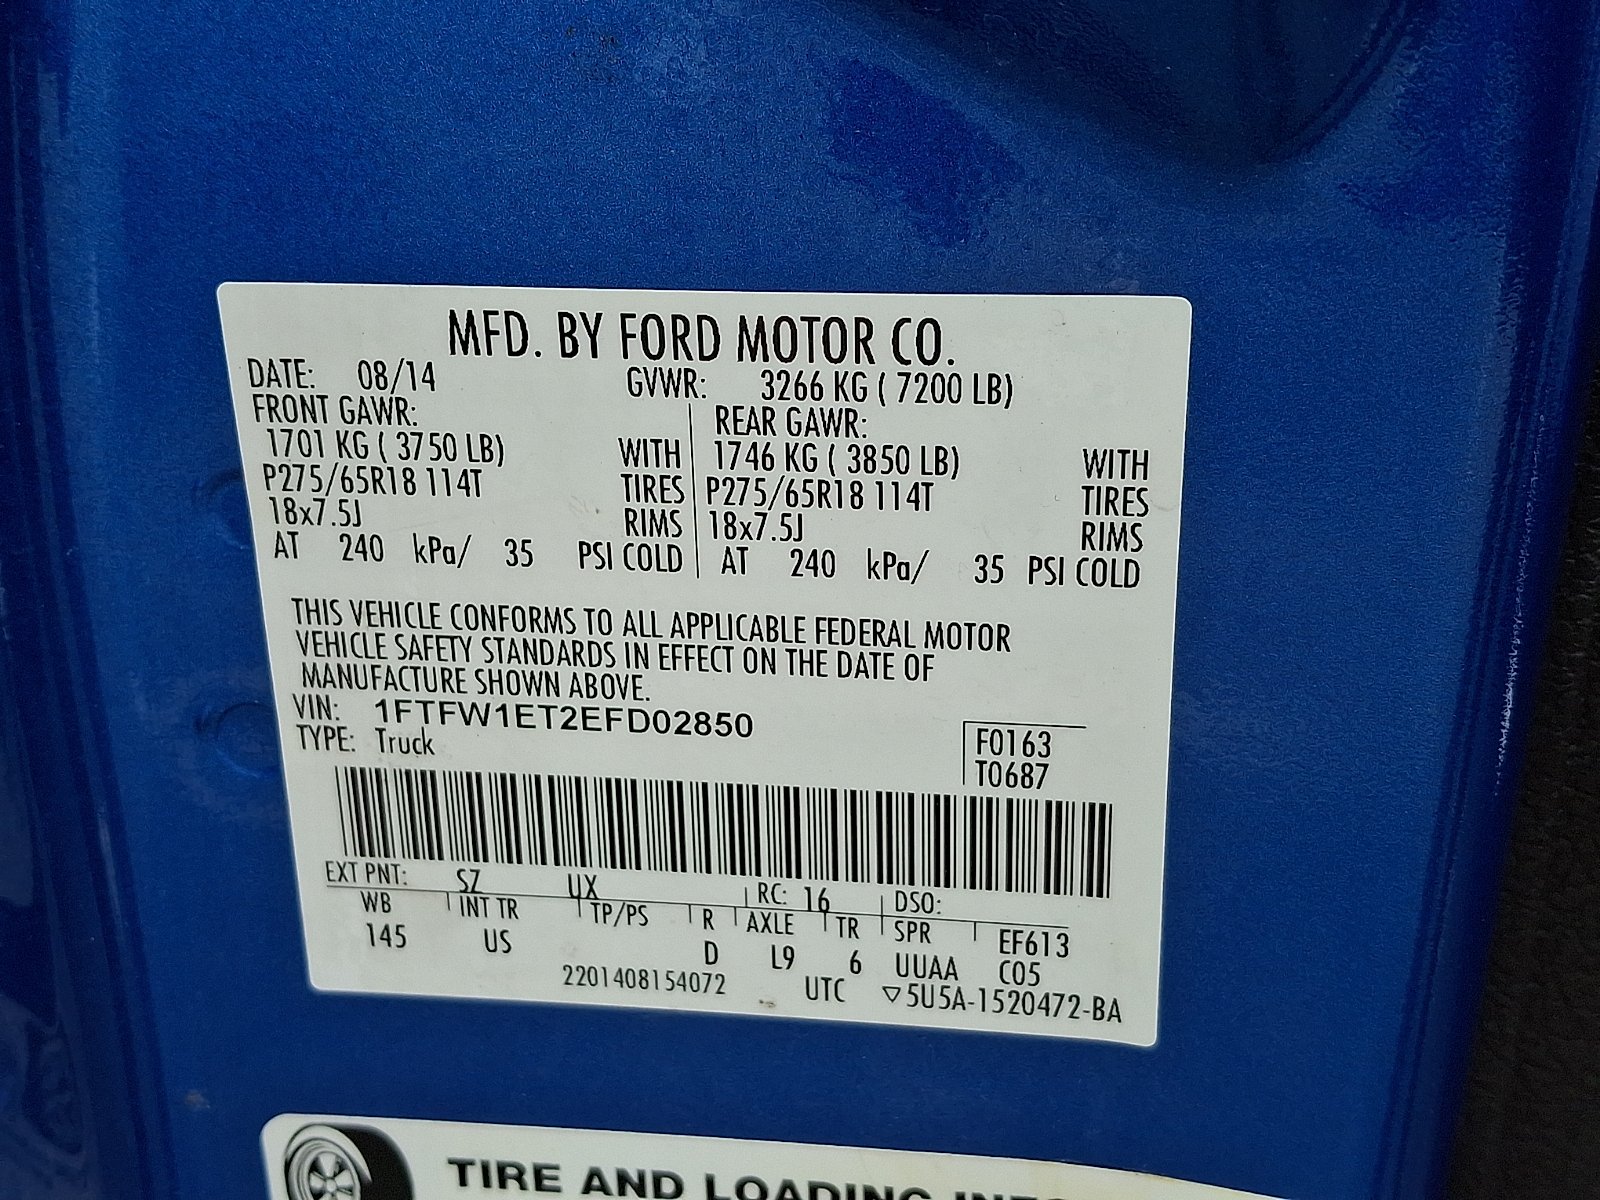 MFD. BY FORD MOTOR CO.
DATE: 08/14 GVWR: 3266 KG ( 7200 LB)
FRONT GAWR: REAR GAWR:
1701 KG ( 3750 LB) WITH 1746 KG ( 3850 LB) WITH
P275/65R18 114T TIRES P275/65R18 114T TIRES
18x7.5J RIMS 18x7.5J RIMS
AT 240 kPa/ 35 PSI COLD AT 240 kPa/ 35 PSI COLD
THIS VEHICLE CONFORMS TO ALL APPLICABLE FEDERAL MOTOR
VEHICLE SAFETY STANDARDS IN EFFECT ON THE DATE OF
MANUFACTURE SHOWN ABOVE.
VIN: 1FTFW1ET2EFD02850
TYPE: Truck
F0163
T0687
EXT PNT: SZ UX RC: 16 DSO:
WB INT TR TP/PS R AXLE TR SPR EF613
145 US D L9 6 UUAA C05
2201408154072 UTC ▽5U5A-1520472-BA
TIRE AND LOADING